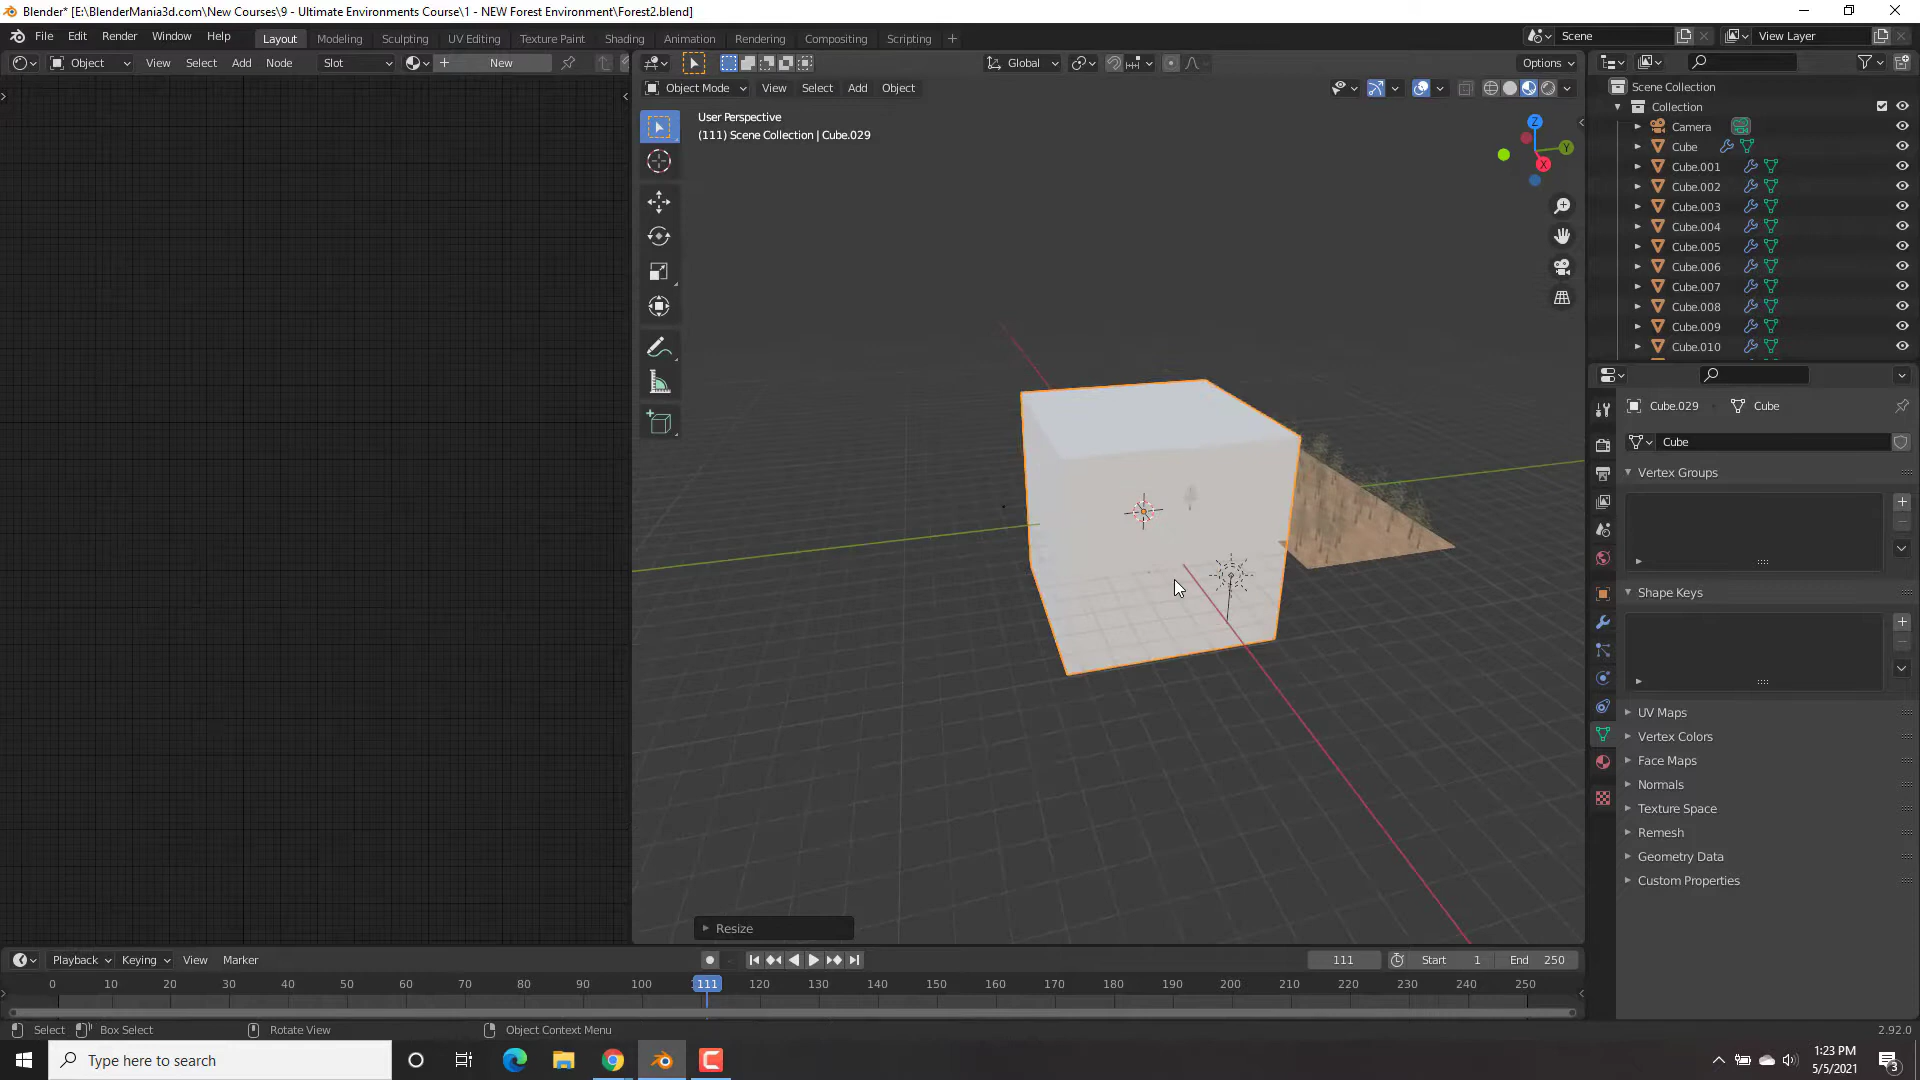 Blender* [E:\BlenderMania3d.com\New Courses\9 - Ultimate Environments Course\1 - NEW Forest Environment\Forest2.blend]
File Edit Render Window Help Layout Modeling Sculpting UV Editing Texture Paint Shading Animation Rendering Compositing Scripting + Scene View Layer
Object View Select Add Node Slot New Global Options
Object Mode View Select Add Object
User Perspective
(111) Scene Collection | Cube.029
Z
Y
X
Scene Collection
Collection
Camera
Cube
Cube.001
Cube.002
Cube.003
Cube.004
Cube.005
Cube.006
Cube.007
Cube.008
Cube.009
Cube.010
Cube.029 Cube
Cube
Vertex Groups
Shape Keys
UV Maps
Vertex Colors
Face Maps
Normals
Texture Space
Remesh
Geometry Data
Custom Properties
Resize
Playback Keying View Marker 111 Start 1 End 250
0 10 20 30 40 50 60 70 80 90 100 111 120 130 140 150 160 170 180 190 200 210 220 230 240 250
Select Box Select Rotate View Object Context Menu 2.92.0
Type here to search
1:23 PM
5/5/2021
3